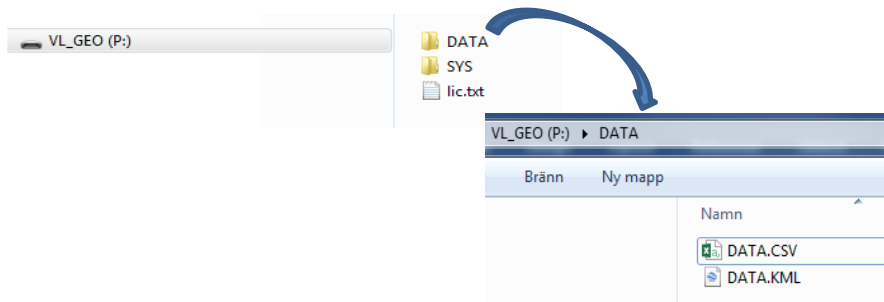 VL_GEO (P:)
DATA
SYS
lic.txt
VL_GEO (P:) ▸ DATA
Bränn Ny mapp
Namn
DATA.CSV
DATA.KML